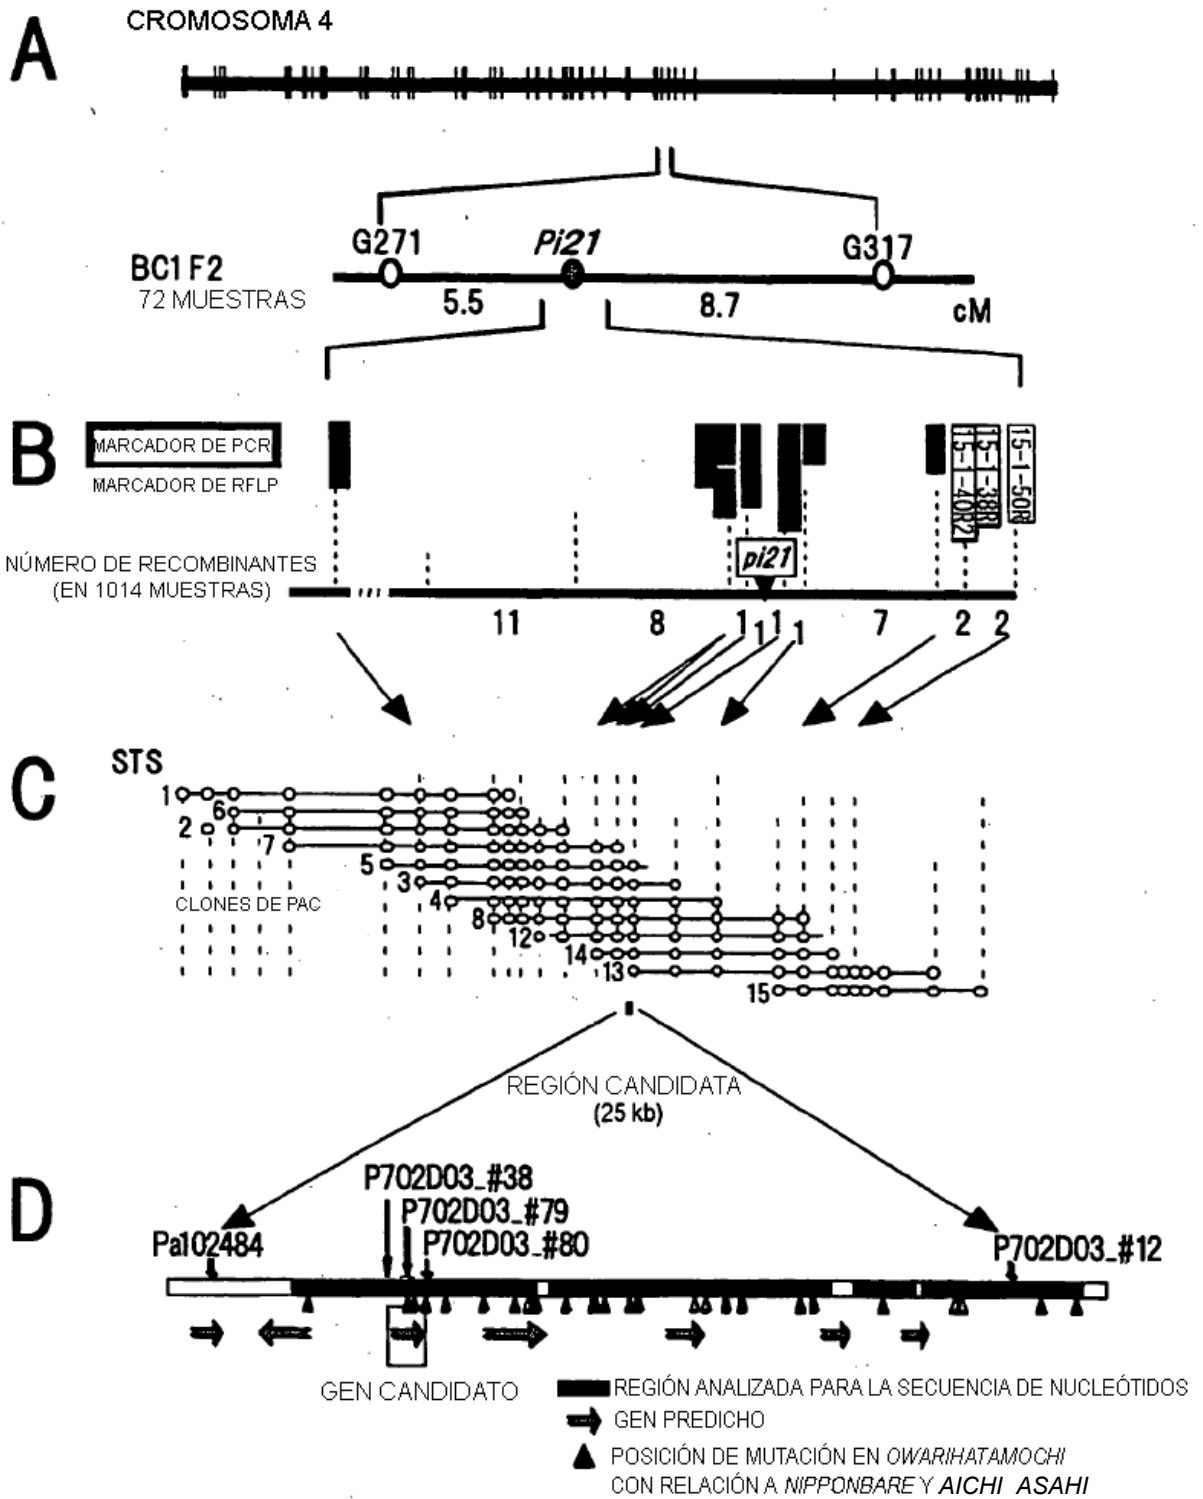 A
CROMOSOMA 4
G271
Pi21
G317
BC1 F2
72 MUESTRAS
5.5
8.7
cM
B
MARCADOR DE PCR
MARCADOR DE RFLP
15-1-40R2
15-1-38R
15-1-50R
pi21
NÚMERO DE RECOMBINANTES
(EN 1014 MUESTRAS)
11 8 1 1 1 1 7 2 2
C
STS
1
6
2
7
5
3
4
CLONES DE PAC
8
12
14
13
15
REGIÓN CANDIDATA
(25 kb)
D
P702D03_#38
P702D03_#79
Pa102484
P702D03_#80
P702D03_#12
GEN CANDIDATO
REGIÓN ANALIZADA PARA LA SECUENCIA DE NUCLEÓTIDOS
GEN PREDICHO
POSICIÓN DE MUTACIÓN EN OWARIHATAMOCHI
CON RELACIÓN A NIPPONBARE Y AICHI ASAHI